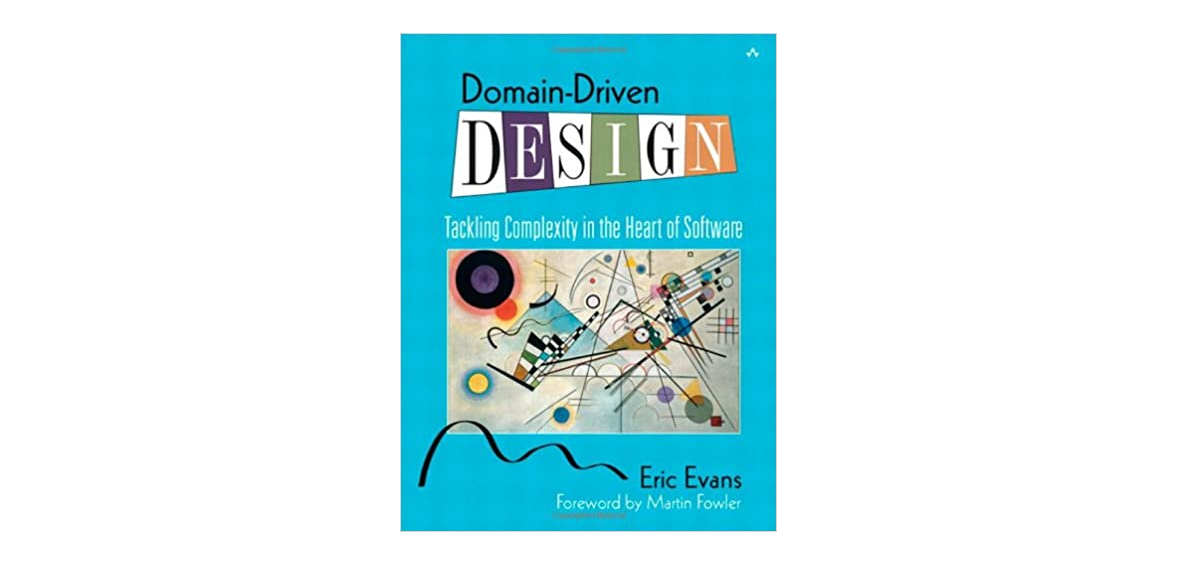 Domain-Driven
DESIGN
Tackling Complexity in the Heart of Software
Eric Evans
Foreword by Martin Fowler